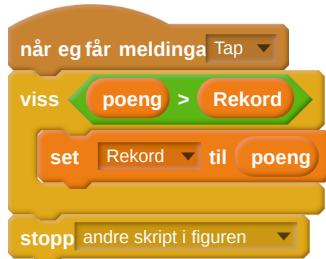 når eg får meldinga Tap
viss poeng > Rekord
set Rekord til poeng
stopp andre skript i figuren